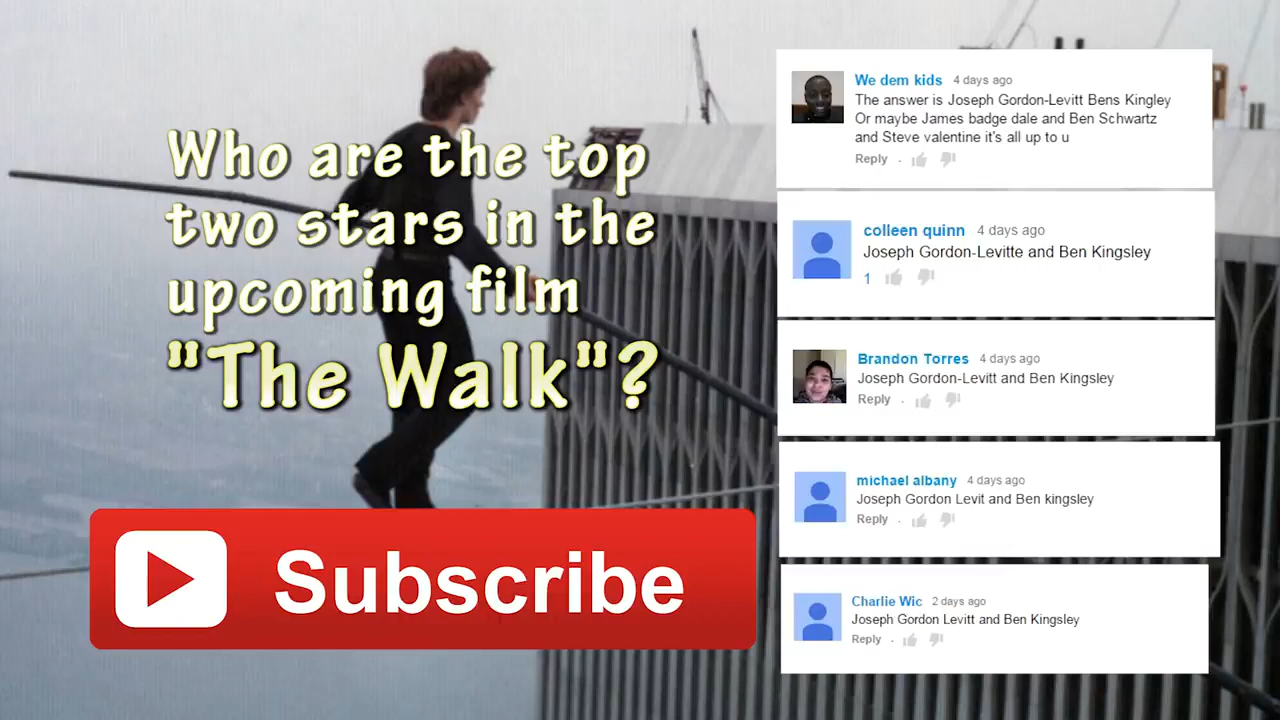 Who are the top
two stars in the
upcoming film
"The Walk"?
Subscribe
We dem kids 4 days ago
The answer is Joseph Gordon-Levitt Bens Kingley
Or maybe James badge dale and Ben Schwartz
and Steve valentine it's all up to u
Reply ·
colleen quinn 4 days ago
Joseph Gordon-Levitte and Ben Kingsley
1
Brandon Torres 4 days ago
Joseph Gordon-Levitt and Ben Kingsley
Reply ·
michael albany 4 days ago
Joseph Gordon Levit and Ben kingsley
Reply ·
Charlie Wic 2 days ago
Joseph Gordon Levitt and Ben Kingsley
Reply ·